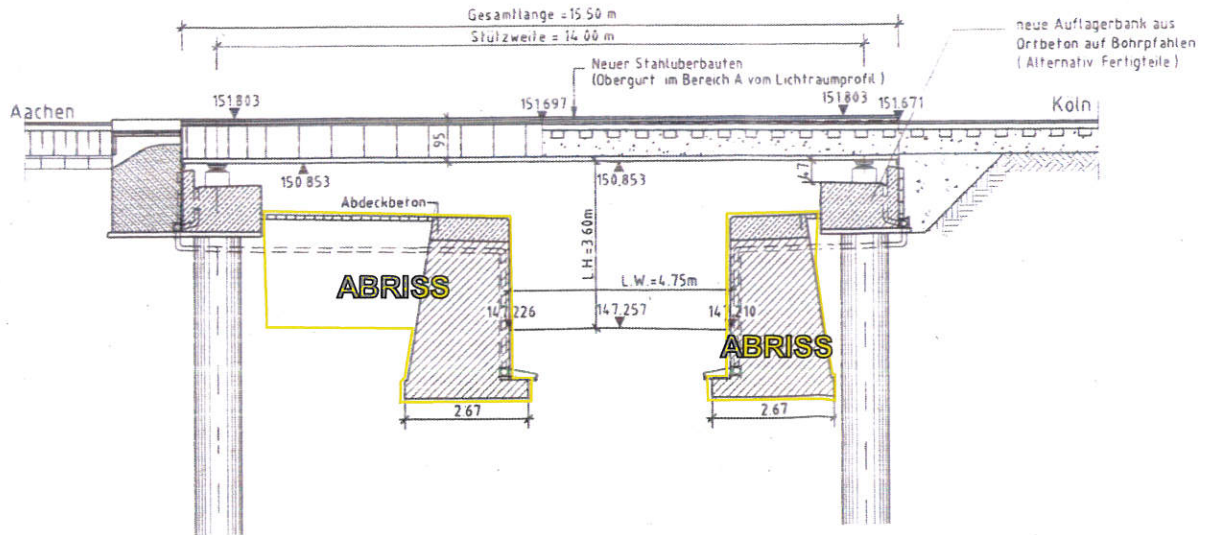 Gesamtlange = 15.50 m
Stützweite = 14.00 m
neue Auflagerbank aus
Ortbeton auf Bohrpfahlen
(Alternativ Fertigteile)
Neuer Stahluberbauten
(Obergurt im Bereich A vom Lichtraumprofil)
Aachen
151.803
151.697
151.803
151.671
Köln
95
150.853
150.853
47
Abdeckbeton
L.H.=3.60m
ABRISS
L.W.=4.75m
147.226
147.257
147.210
ABRISS
2.67
2.67